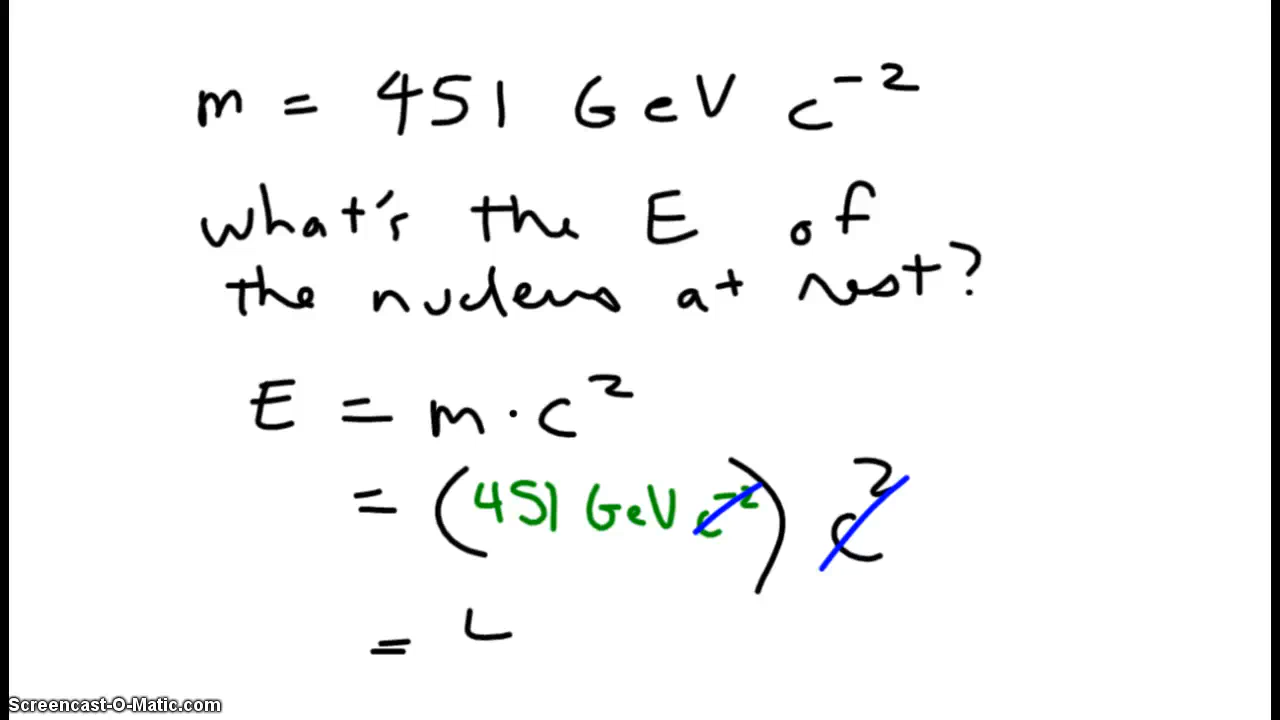 m = 451 GeV c⁻²
what's the E of
the nucleus at rest?
E = m · c²
= (451 GeV c⁻²) c²
=
Screencast-O-Matic.com